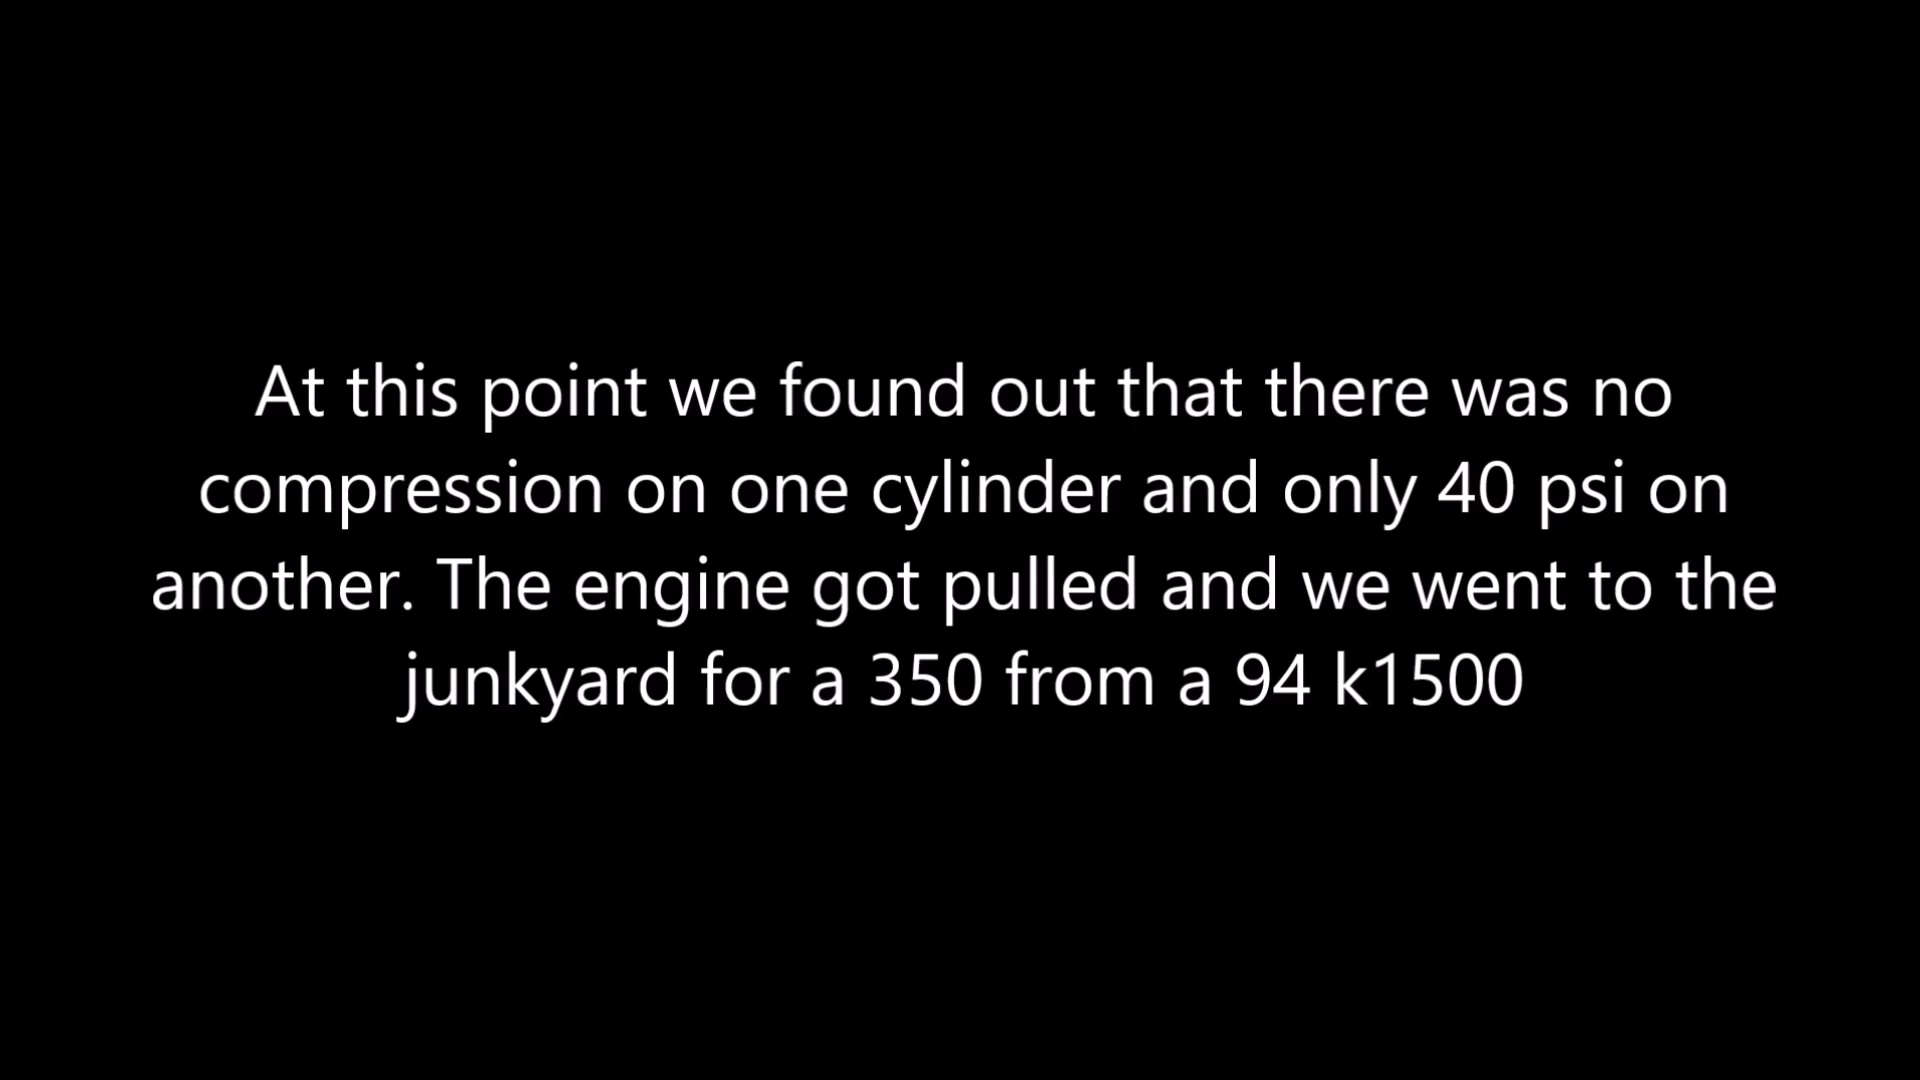 At this point we found out that there was no
compression on one cylinder and only 40 psi on
another. The engine got pulled and we went to the
junkyard for a 350 from a 94 k1500